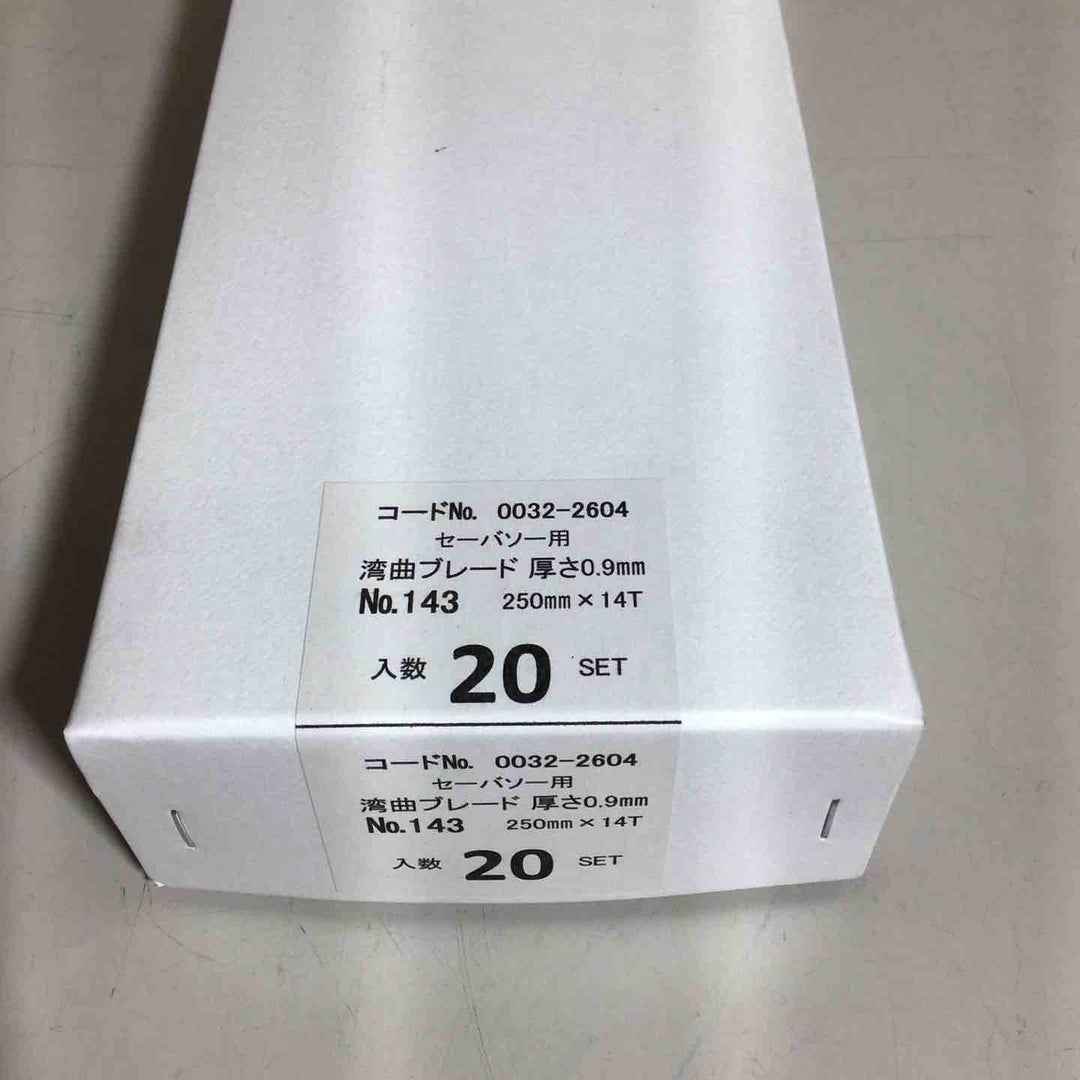 コードNo. 0032-2604
セーバソー用
湾曲ブレード 厚さ0.9mm
No.143 250mm×14T
入数 20 SET
コードNo. 0032-2604
セーバソー用
湾曲ブレード 厚さ0.9mm
No.143 250mm×14T
入数 20 SET